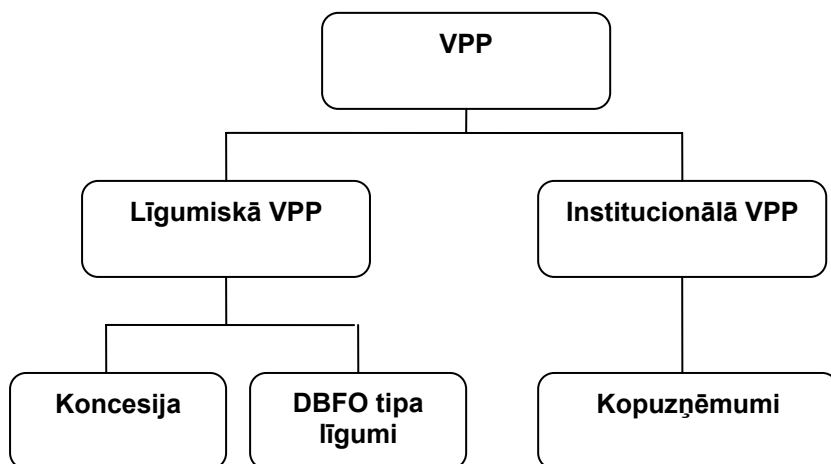 VPP
Līgumiskā VPP
Institucionālā VPP
Koncesija
DBFO tipa
līgumi
Kopuzņēmumi